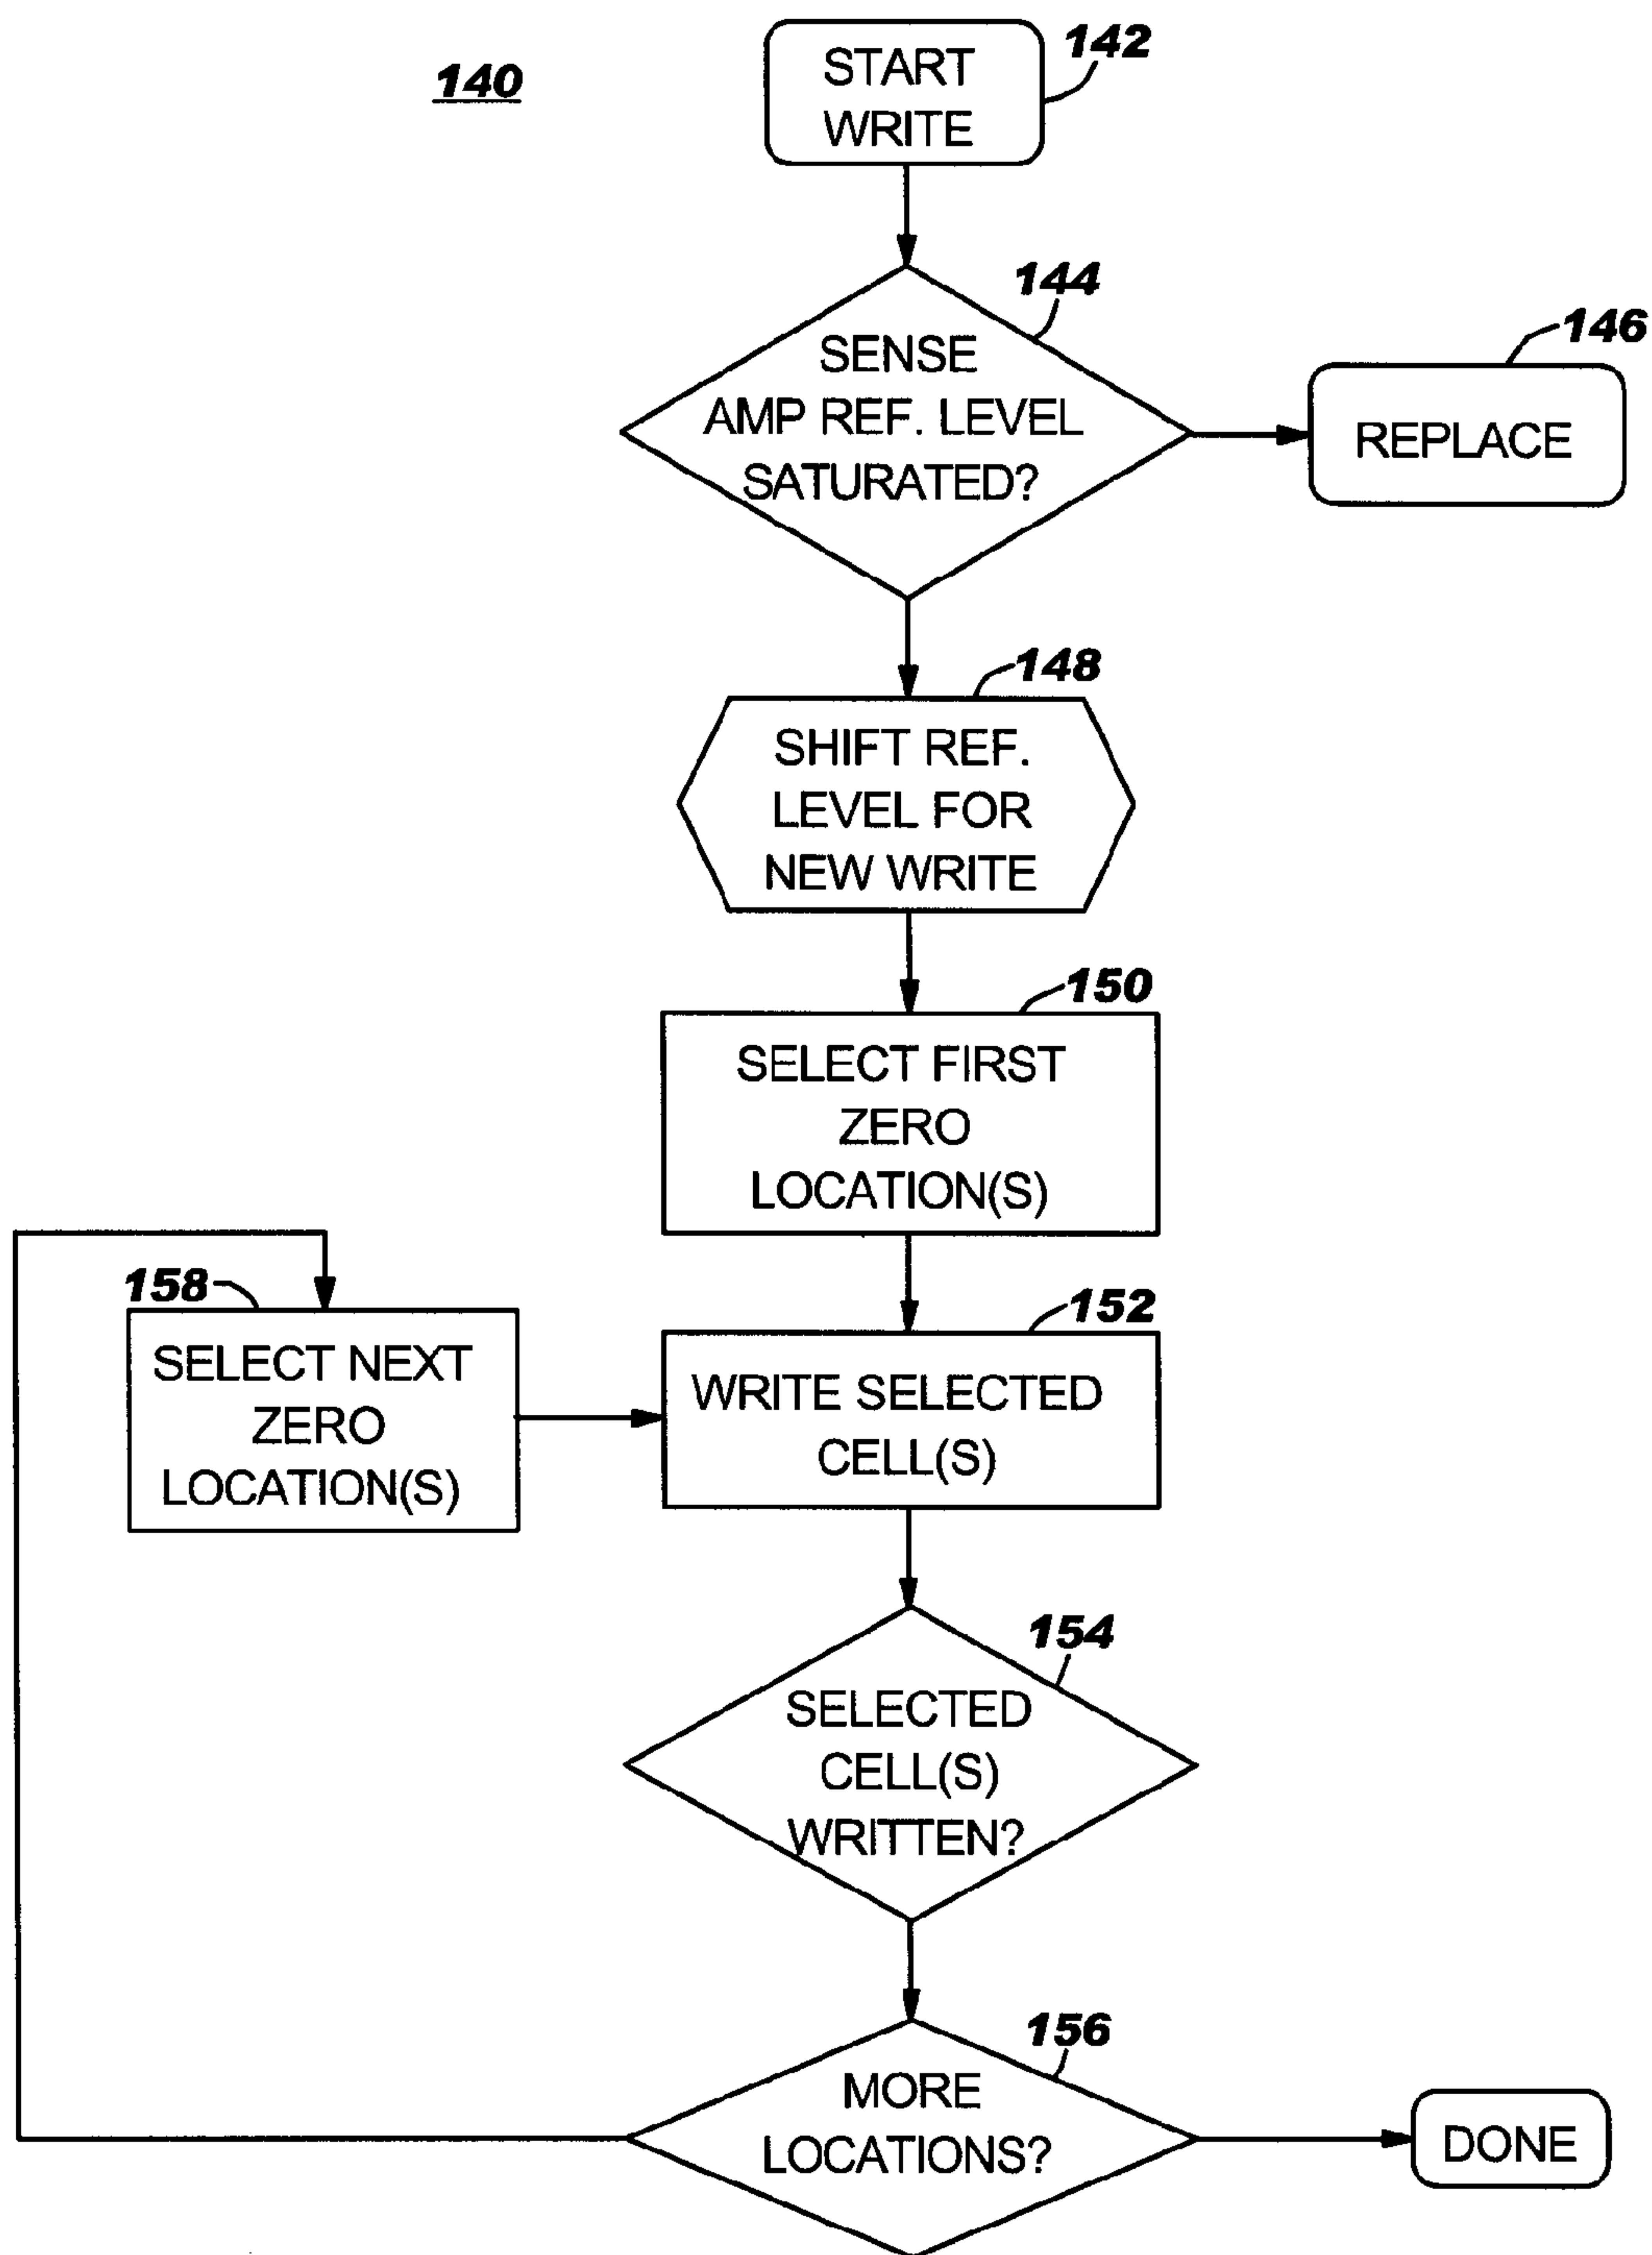 140
START
WRITE
142
144
SENSE
AMP REF. LEVEL
SATURATED?
146
REPLACE
148
SHIFT REF.
LEVEL FOR
NEW WRITE
150
SELECT FIRST
ZERO
LOCATION(S)
158
SELECT NEXT
ZERO
LOCATION(S)
152
WRITE SELECTED
CELL(S)
154
SELECTED
CELL(S)
WRITTEN?
156
MORE
LOCATIONS?
DONE